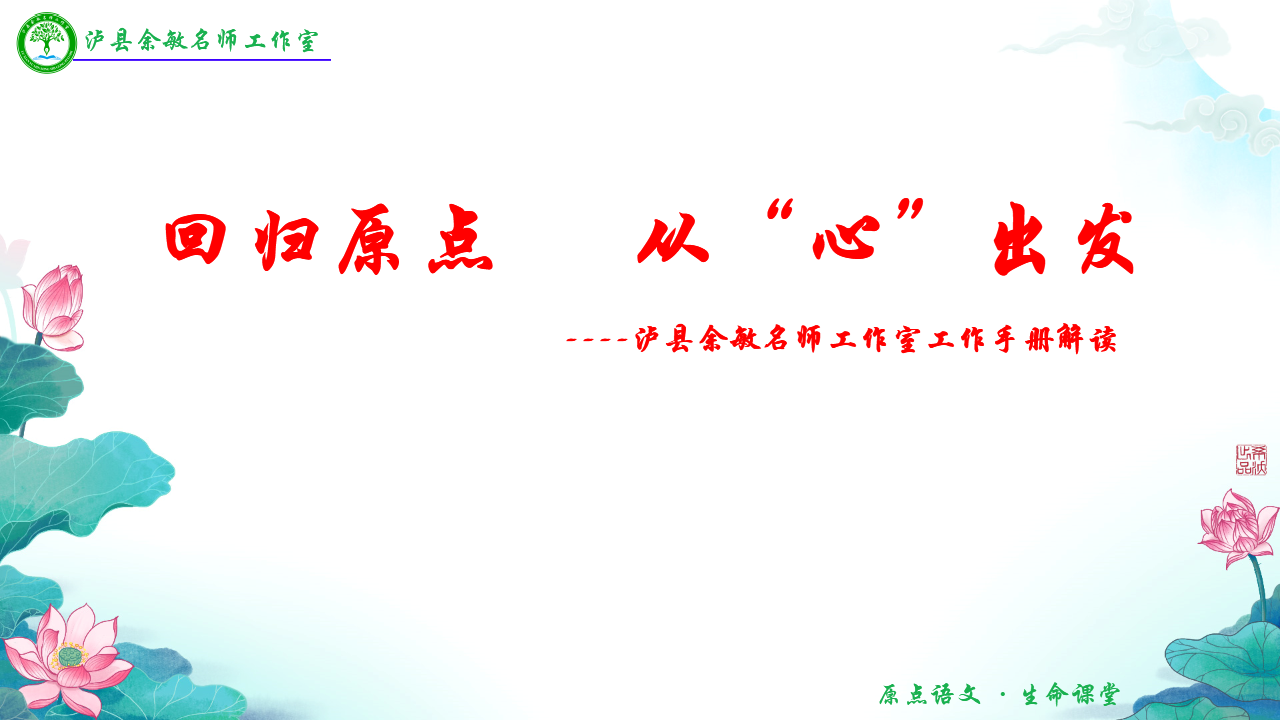 泸县余敏名师工作室
回归原点 从“心”出发
----泸县余敏名师工作室工作手册解读
原点语文 · 生命课堂